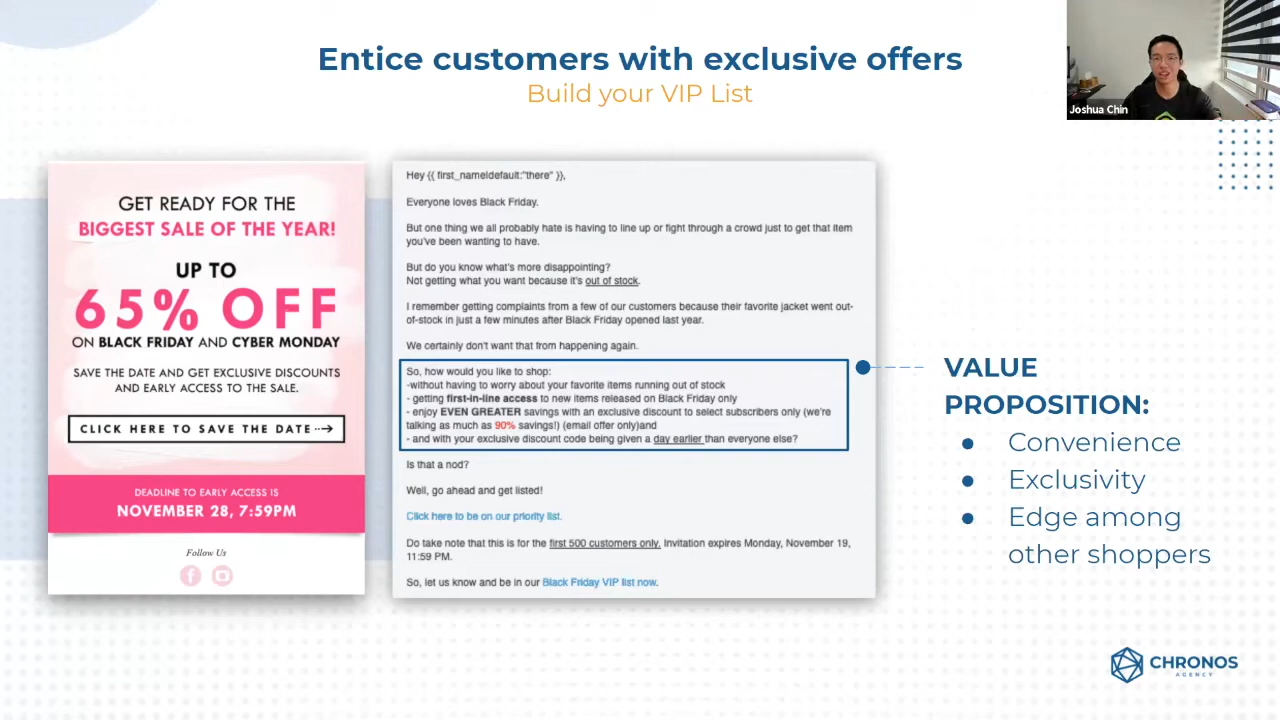 Entice customers with exclusive offers
Build your VIP List
Joshua Chin
GET READY FOR THE
BIGGEST SALE OF THE YEAR!
UP TO
65% OFF
ON BLACK FRIDAY AND CYBER MONDAY
SAVE THE DATE AND GET EXCLUSIVE DISCOUNTS
AND EARLY ACCESS TO THE SALE.
CLICK HERE TO SAVE THE DATE
DEADLINE TO EARLY ACCESS IS
NOVEMBER 28, 7:59PM
Follow Us
Hey {{ first_name|default:"there" }},
Everyone loves Black Friday.
But one thing we all probably hate is having to line up or fight through a crowd just to get that item
you've been wanting to have.
But do you know what's more disappointing?
Not getting what you want because it's out of stock.
I remember getting complaints from a few of our customers because their favorite jacket went out-
of-stock in just a few minutes after Black Friday opened last year.
We certainly don't want that from happening again.
So, how would you like to shop:
-without having to worry about your favorite items running out of stock
- getting first-in-line access to new items released on Black Friday only
- enjoy EVEN GREATER savings with an exclusive discount to select subscribers only (we're
talking as much as 90% savings!) (email offer only)and
- and with your exclusive discount code being given a day earlier than everyone else?
Is that a nod?
Well, go ahead and get listed!
Click here to be on our priority list.
Do take note that this is for the first 500 customers only. Invitation expires Monday, November 19,
11:59 PM.
So, let us know and be in our Black Friday VIP list now.
VALUE
PROPOSITION:
● Convenience
● Exclusivity
● Edge among
other shoppers
CHRONOS
AGENCY